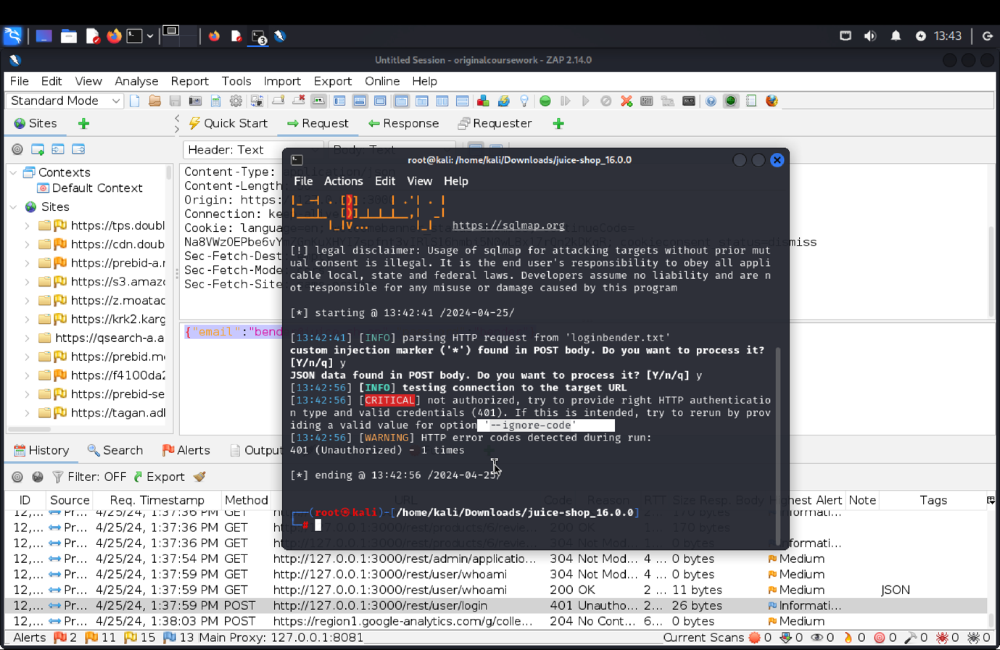 13:43
Untitled Session - originalcoursework - ZAP 2.14.0
File Edit View Analyse Report Tools Import Export Online Help
Standard Mode
Sites
Quick Start Request Response Requester
Header: Text Body: Text
Contexts
Default Context
Sites
https://tps.doubl
https://cdn.doub
https://prebid-a.r
https://s3.amaz
https://z.moatad
https://krk2.karg
https://qsearch-a.a
https://prebid.m
https://f4100da2
https://prebid-se
https://tagan.adl
Content-Type: application/json
Content-Length:
Origin: https:
Connection: keep-alive
Cookie: language=en;
Na8VWzOEPbe6vYm
dismiss
Sec-Fetch-Dest:
Sec-Fetch-Mode:
Sec-Fetch-Site:
{"email":"bend
root@kali: /home/kali/Downloads/juice-shop_16.0.0
File Actions Edit View Help
https://sqlmap.org
[!] legal disclaimer: Usage of sqlmap for attacking targets without prior mut
ual consent is illegal. It is the end user's responsibility to obey all appli
cable local, state and federal laws. Developers assume no liability and are n
ot responsible for any misuse or damage caused by this program
[*] starting @ 13:42:41 /2024-04-25/
[13:42:41] [INFO] parsing HTTP request from 'loginbender.txt'
custom injection marker ('*') found in POST body. Do you want to process it?
[Y/n/q] y
JSON data found in POST body. Do you want to process it? [Y/n/q] y
[13:42:56] [INFO] testing connection to the target URL
[13:42:56] [CRITICAL] not authorized, try to provide right HTTP authenticatio
n type and valid credentials (401). If this is intended, try to rerun by prov
iding a valid value for option '--ignore-code'
[13:42:56] [WARNING] HTTP error codes detected during run:
401 (Unauthorized) - 1 times
[*] ending @ 13:42:56 /2024-04-25/
(root㉿kali)-[/home/kali/Downloads/juice-shop_16.0.0]
#
History Search Alerts Output
Filter: OFF Export
ID Source Req. Timestamp Method URL Code Reason RTT Size Resp. Body Highest Alert Note Tags
12,... Pr... 4/25/24, 1:37:36 PM GET 170 bytes Informati...
12,... Pr... 4/25/24, 1:37:36 PM GET http://127.0.0.1:3000/rest/products/6/revie... 200 OK 1... 170 bytes
12,... Pr... 4/25/24, 1:37:36 PM GET http://127.0.0.1:3000/rest/products/6/revie... 304 Not Mod... 1... 0 bytes Informati...
12,... Pr... 4/25/24, 1:37:54 PM GET http://127.0.0.1:3000/rest/admin/applicatio... 304 Not Mod... 4 ... 0 bytes Medium
12,... Pr... 4/25/24, 1:37:59 PM GET http://127.0.0.1:3000/rest/user/whoami 304 Not Mod... 4 ... 0 bytes Medium
12,... Pr... 4/25/24, 1:37:59 PM GET http://127.0.0.1:3000/rest/user/whoami 200 OK 2 ... 11 bytes Medium JSON
12,... Pr... 4/25/24, 1:37:59 PM POST http://127.0.0.1:3000/rest/user/login 401 Unautho... 2... 26 bytes Informati...
12,... Pr... 4/25/24, 1:38:03 PM POST https://region1.google-analytics.com/g/colle... 204 No Cont... 6... 0 bytes Medium
Alerts 2 11 15 13 Main Proxy: 127.0.0.1:8081 Current Scans 0 0 0 0 0 0 0 0